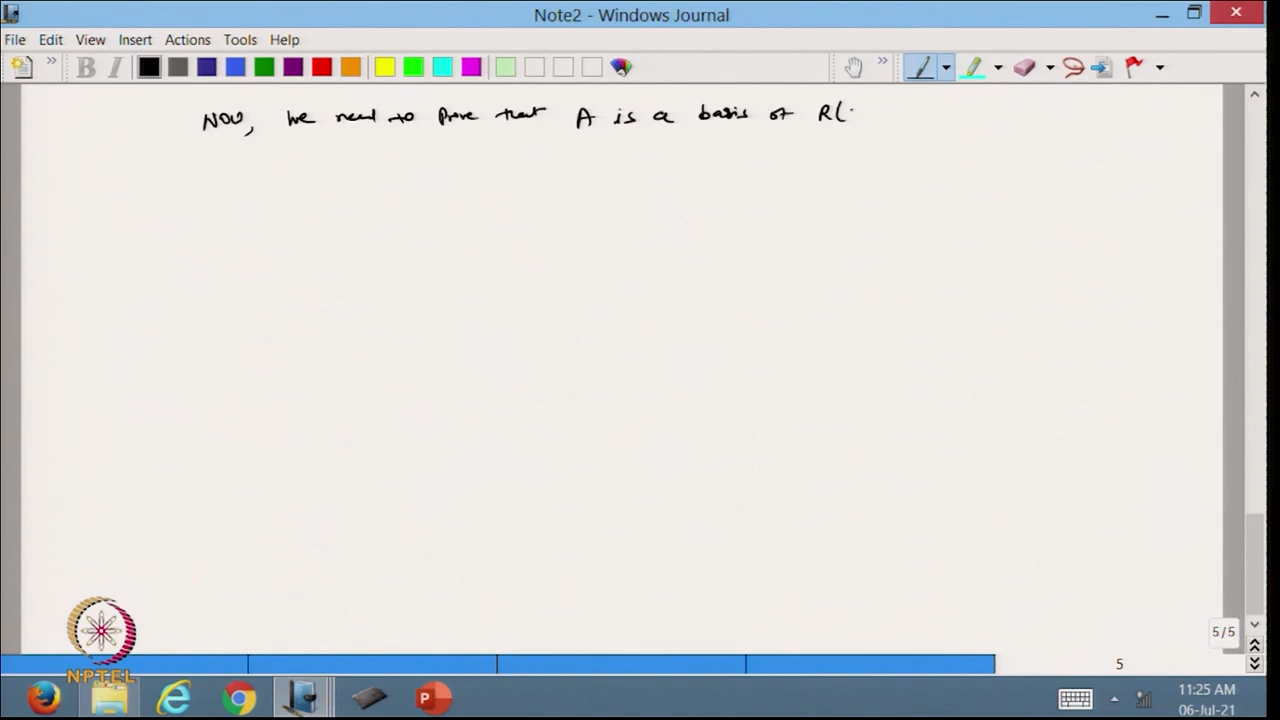 Note2 - Windows Journal
File Edit View Insert Actions Tools Help
B I
Now, we need to prove that A is a basis of R(
5/5
NPTEL
5
11:25 AM
06-Jul-21